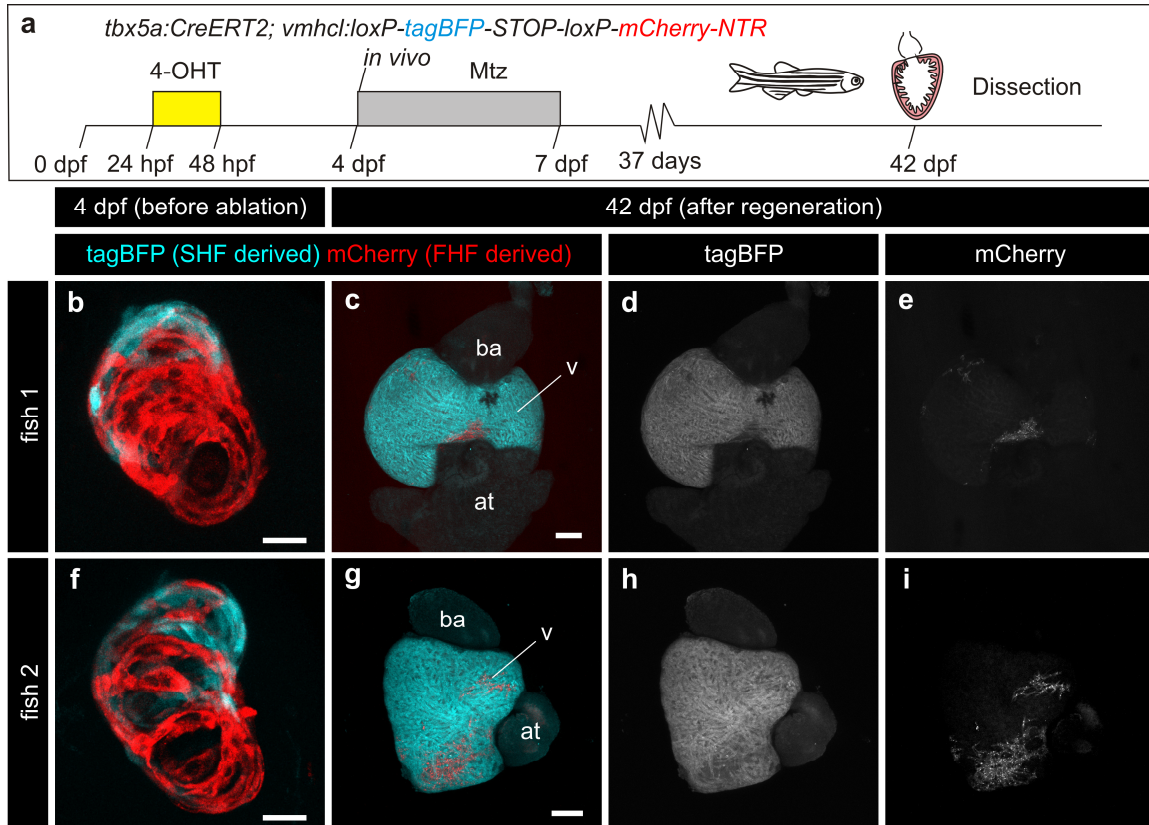 a
tbx5a:CreERT2; vmhcl:loxP-tagBFP-STOP-loxP-mCherry-NTR
in vivo
4-OHT
Mtz
Dissection
0 dpf
24 hpf
48 hpf
4 dpf
7 dpf
37 days
42 dpf
4 dpf (before ablation)
42 dpf (after regeneration)
tagBFP (SHF derived) mCherry (FHF derived)
tagBFP
mCherry
fish 1
b
c
ba
v
at
d
e
fish 2
f
g
ba
v
at
h
i